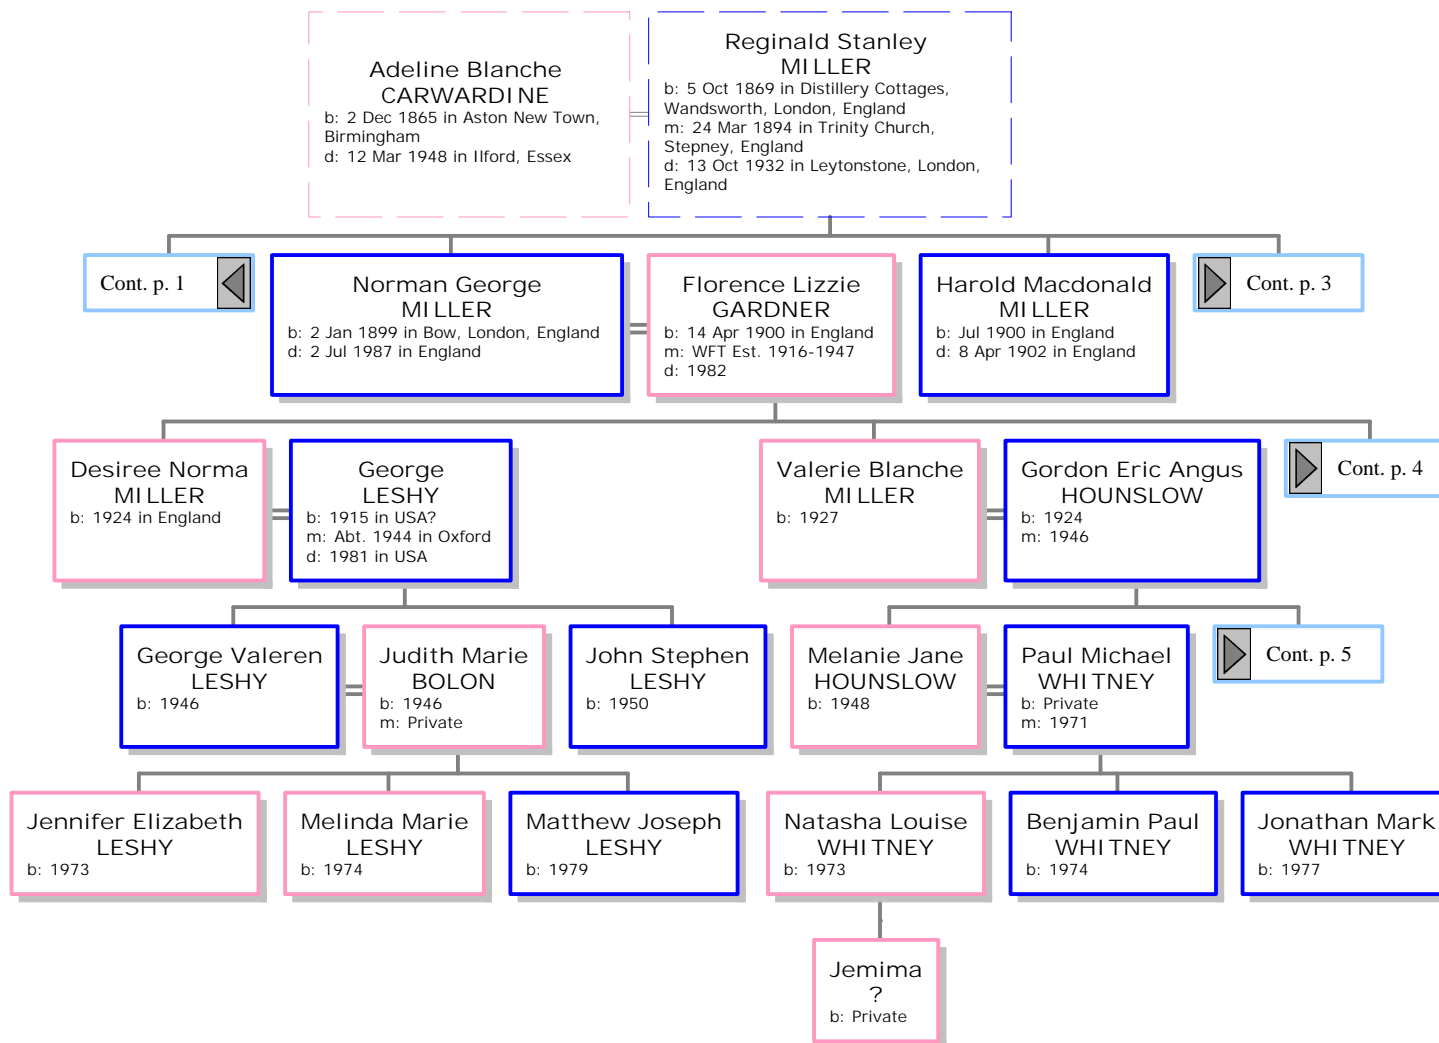 Adeline Blanche
CARWARDINE
b: 2 Dec 1865 in Aston New Town,
Birmingham
d: 12 Mar 1948 in Ilford, Essex
Reginald Stanley
MILLER
b: 5 Oct 1869 in Distillery Cottages,
Wandsworth, London, England
m: 24 Mar 1894 in Trinity Church,
Stepney, England
d: 13 Oct 1932 in Leytonstone, London,
England
Cont. p. 1
Norman George
MILLER
b: 2 Jan 1899 in Bow, London, England
d: 2 Jul 1987 in England
Florence Lizzie
GARDNER
b: 14 Apr 1900 in England
m: WFT Est. 1916-1947
d: 1982
Harold Macdonald
MILLER
b: Jul 1900 in England
d: 8 Apr 1902 in England
Cont. p. 3
Desiree Norma
MILLER
b: 1924 in England
George
LESHY
b: 1915 in USA?
m: Abt. 1944 in Oxford
d: 1981 in USA
Valerie Blanche
MILLER
b: 1927
Gordon Eric Angus
HOUNSLOW
b: 1924
m: 1946
Cont. p. 4
George Valeren
LESHY
b: 1946
Judith Marie
BOLON
b: 1946
m: Private
John Stephen
LESHY
b: 1950
Melanie Jane
HOUNSLOW
b: 1948
Paul Michael
WHITNEY
b: Private
m: 1971
Cont. p. 5
Jennifer Elizabeth
LESHY
b: 1973
Melinda Marie
LESHY
b: 1974
Matthew Joseph
LESHY
b: 1979
Natasha Louise
WHITNEY
b: 1973
Benjamin Paul
WHITNEY
b: 1974
Jonathan Mark
WHITNEY
b: 1977
Jemima
?
b: Private